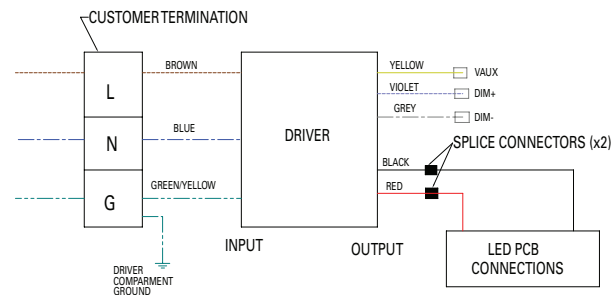 CUSTOMER TERMINATION
BROWN
YELLOW
VAUX
L
VIOLET
DIM+
GREY
DIM-
N
BLUE
DRIVER
SPLICE CONNECTORS (x2)
BLACK
GREEN/YELLOW
RED
G
INPUT
OUTPUT
LED PCB
CONNECTIONS
DRIVER
COMPARMENT
GROUND